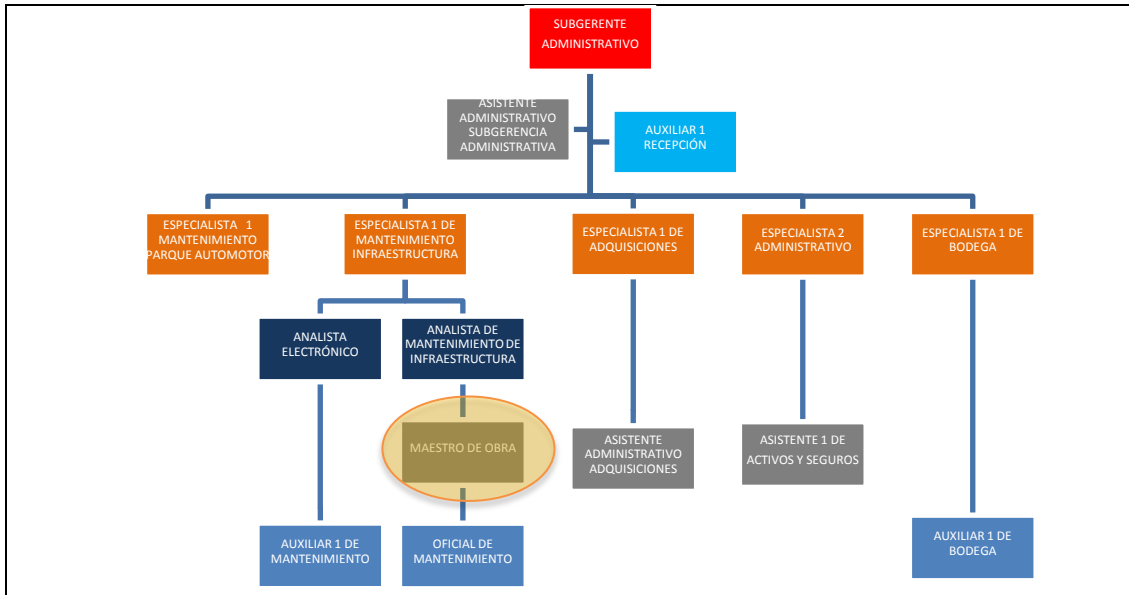 SUBGERENTE
ADMINISTRATIVO
ASISTENTE
ADMINISTRATIVO
SUBGERENCIA
ADMINISTRATIVA
AUXILIAR 1
RECEPCIÓN
ESPECIALISTA 1
MANTENIMIENTO
PARQUE AUTOMOTOR
ESPECIALISTA 1 DE
MANTENIMIENTO
INFRAESTRUCTURA
ESPECIALISTA 1 DE
ADQUISICIONES
ESPECIALISTA 2
ADMINISTRATIVO
ESPECIALISTA 1 DE
BODEGA
ANALISTA
ELECTRÓNICO
ANALISTA DE
MANTENIMIENTO DE
INFRAESTRUCTURA
MAESTRO DE OBRA
ASISTENTE
ADMINISTRATIVO
ADQUISICIONES
ASISTENTE 1 DE
ACTIVOS Y SEGUROS
AUXILIAR 1 DE
MANTENIMIENTO
OFICIAL DE
MANTENIMIENTO
AUXILIAR 1 DE
BODEGA